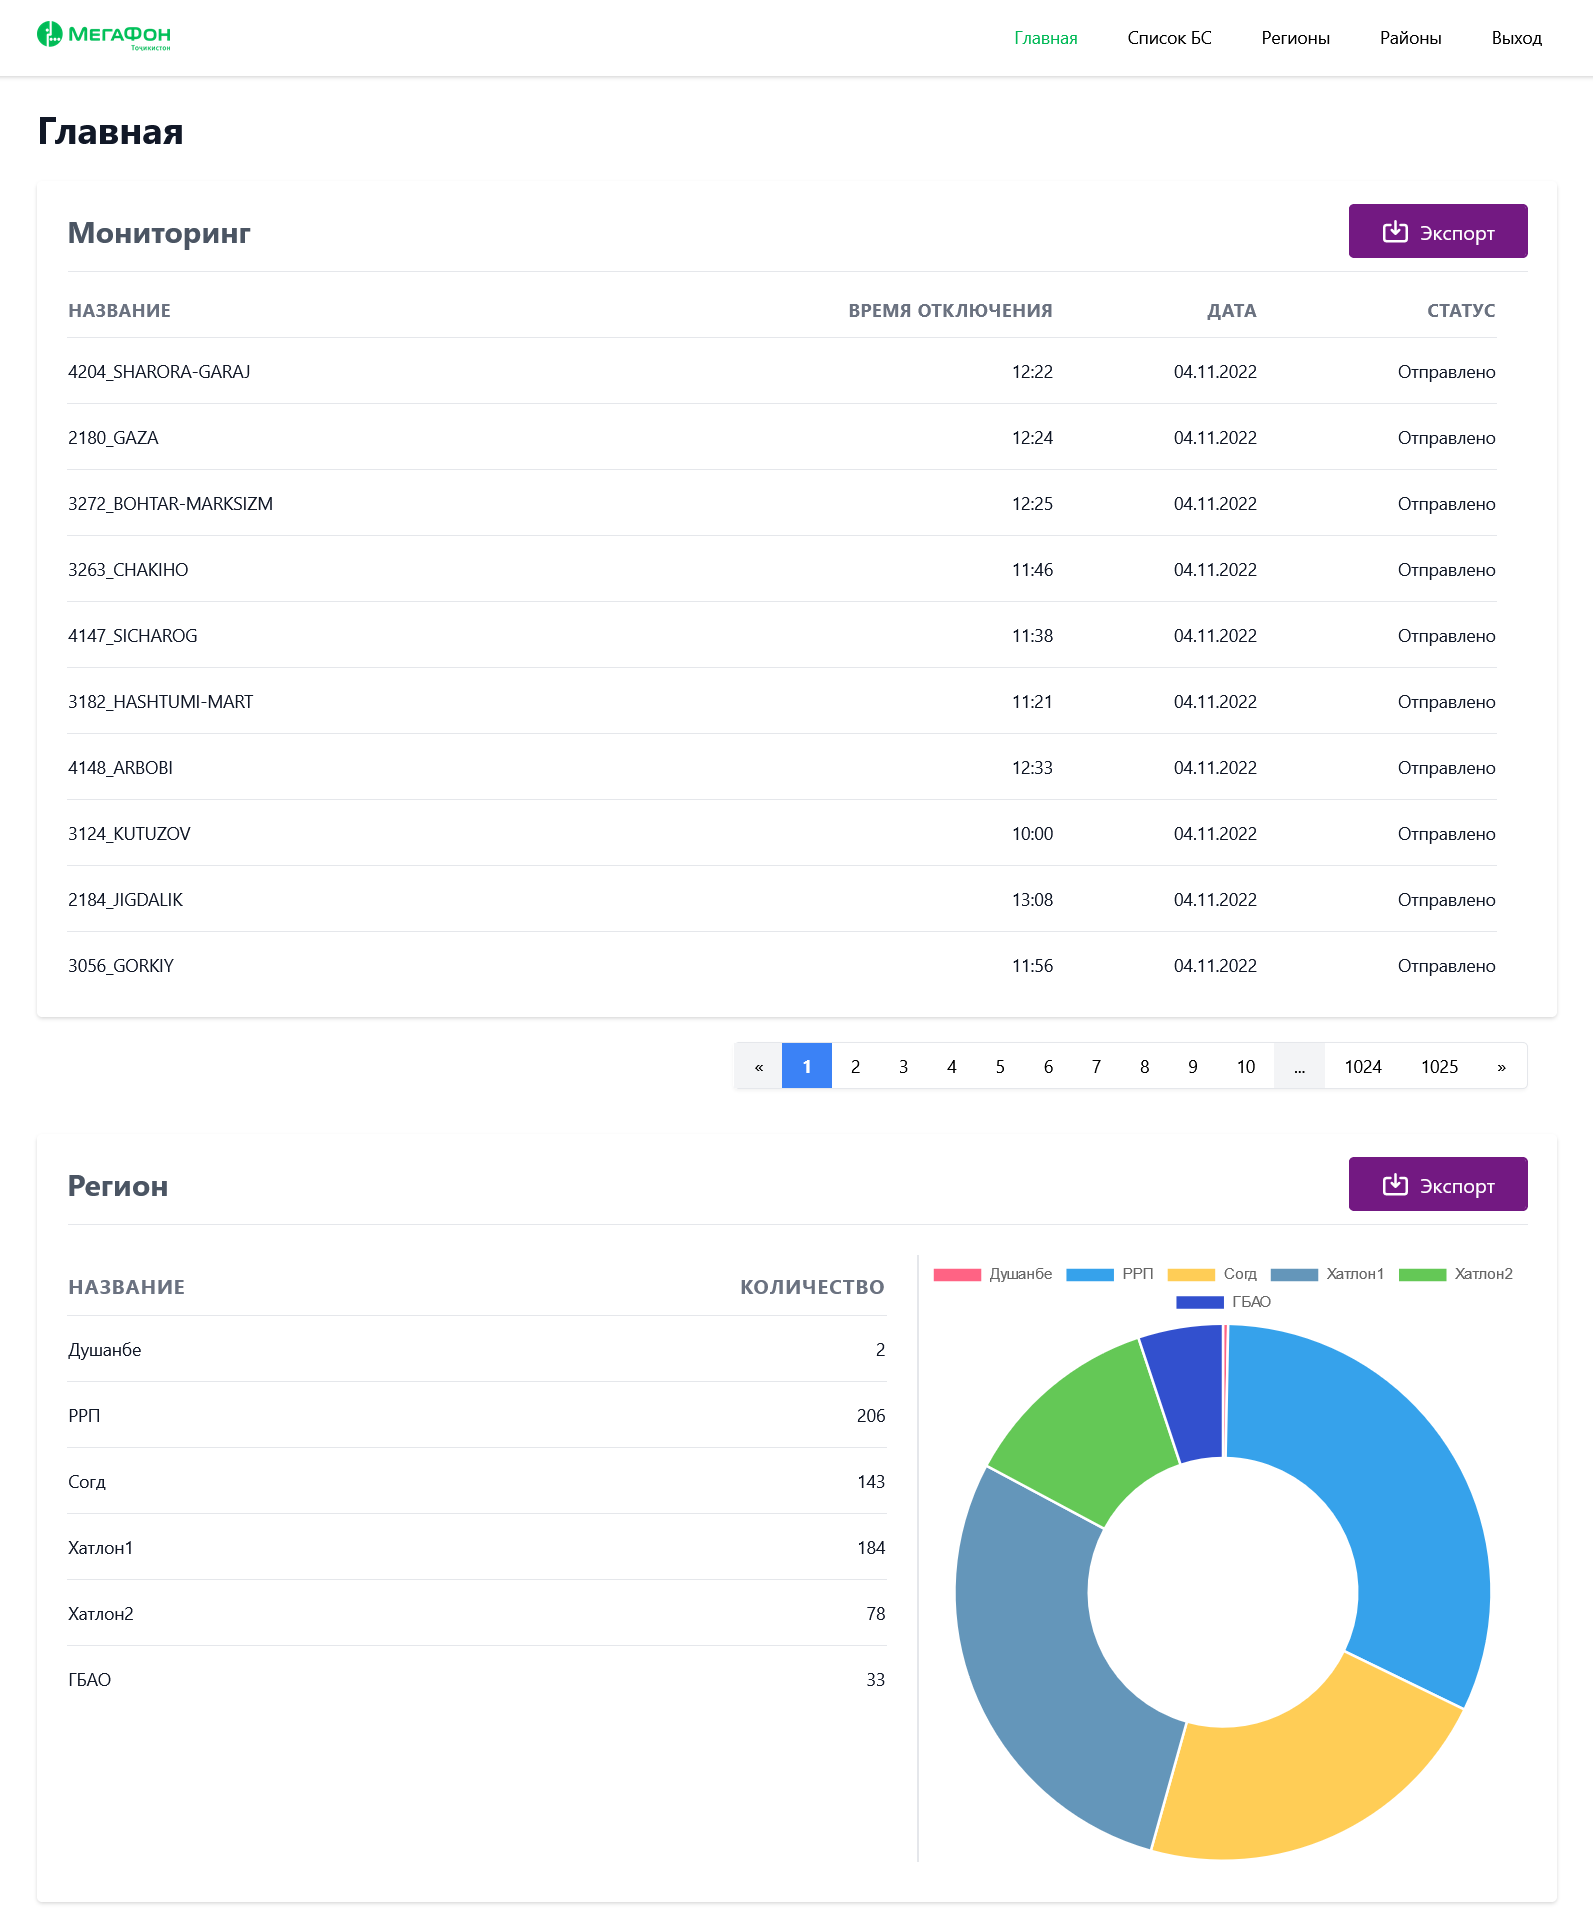 МегаФон
Тоҷикистон
Главная Список БС Регионы Районы Выход
Главная
Мониторинг Экспорт
НАЗВАНИЕ ВРЕМЯ ОТКЛЮЧЕНИЯ ДАТА СТАТУС
4204_SHARORA-GARAJ 12:22 04.11.2022 Отправлено
2180_GAZA 12:24 04.11.2022 Отправлено
3272_BOHTAR-MARKSIZM 12:25 04.11.2022 Отправлено
3263_CHAKIHO 11:46 04.11.2022 Отправлено
4147_SICHAROG 11:38 04.11.2022 Отправлено
3182_HASHTUMI-MART 11:21 04.11.2022 Отправлено
4148_ARBOBI 12:33 04.11.2022 Отправлено
3124_KUTUZOV 10:00 04.11.2022 Отправлено
2184_JIGDALIK 13:08 04.11.2022 Отправлено
3056_GORKIY 11:56 04.11.2022 Отправлено
« 1 2 3 4 5 6 7 8 9 10 ... 1024 1025 »
Регион Экспорт
НАЗВАНИЕ КОЛИЧЕСТВО
Душанбе 2
РРП 206
Согд 143
Хатлон1 184
Хатлон2 78
ГБАО 33
Душанбе РРП Согд Хатлон1 Хатлон2
ГБАО